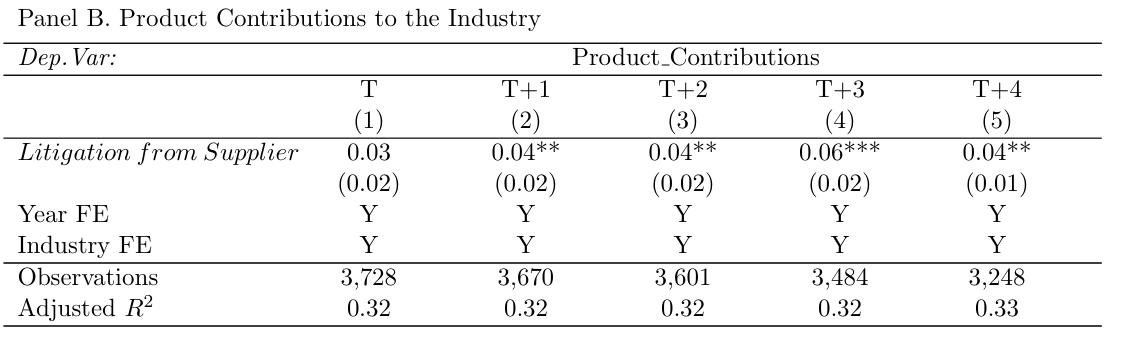 Panel B. Product Contributions to the Industry
Dep.Var: Product_Contributions
T T+1 T+2 T+3 T+4
(1) (2) (3) (4) (5)
Litigation from Supplier 0.03 0.04** 0.04** 0.06*** 0.04**
(0.02) (0.02) (0.02) (0.02) (0.01)
Year FE Y Y Y Y Y
Industry FE Y Y Y Y Y
Observations 3,728 3,670 3,601 3,484 3,248
Adjusted R² 0.32 0.32 0.32 0.32 0.33